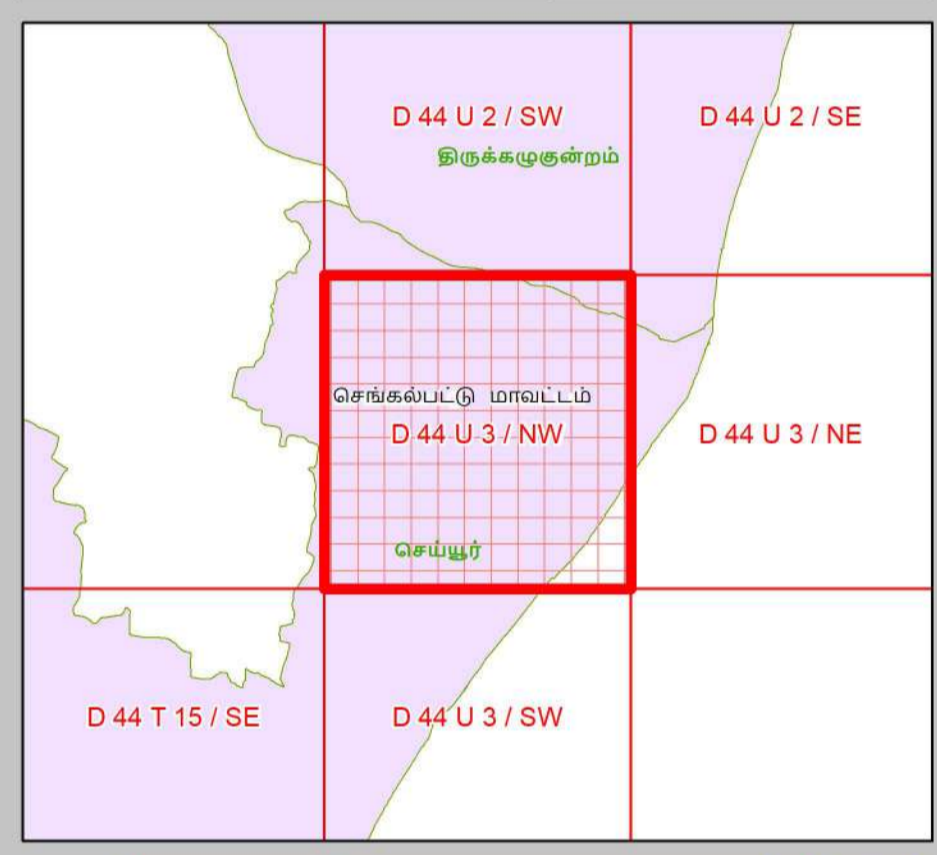 D 44 U 2 / SW
D 44 U 2 / SE
திருக்கழுகுன்றம்
செங்கல்பட்டு மாவட்டம்
D 44 U 3 / NW
D 44 U 3 / NE
செய்யூர்
D 44 T 15 / SE
D 44 U 3 / SW